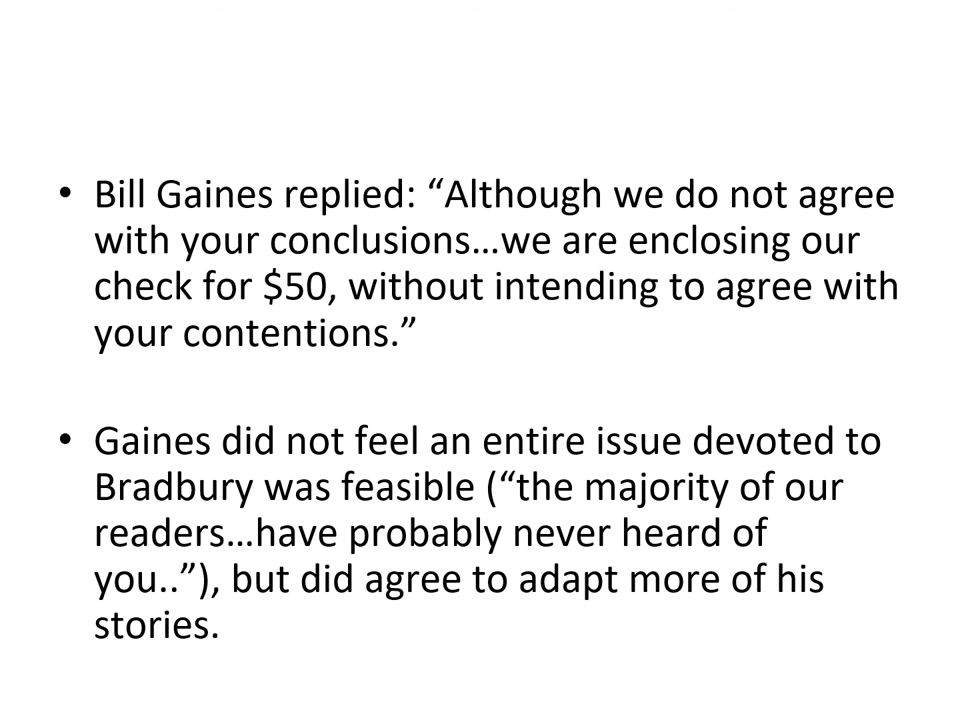 • Bill Gaines replied: “Although we do not agree
with your conclusions…we are enclosing our
check for $50, without intending to agree with
your contentions.”
• Gaines did not feel an entire issue devoted to
Bradbury was feasible (“the majority of our
readers…have probably never heard of
you..”), but did agree to adapt more of his
stories.